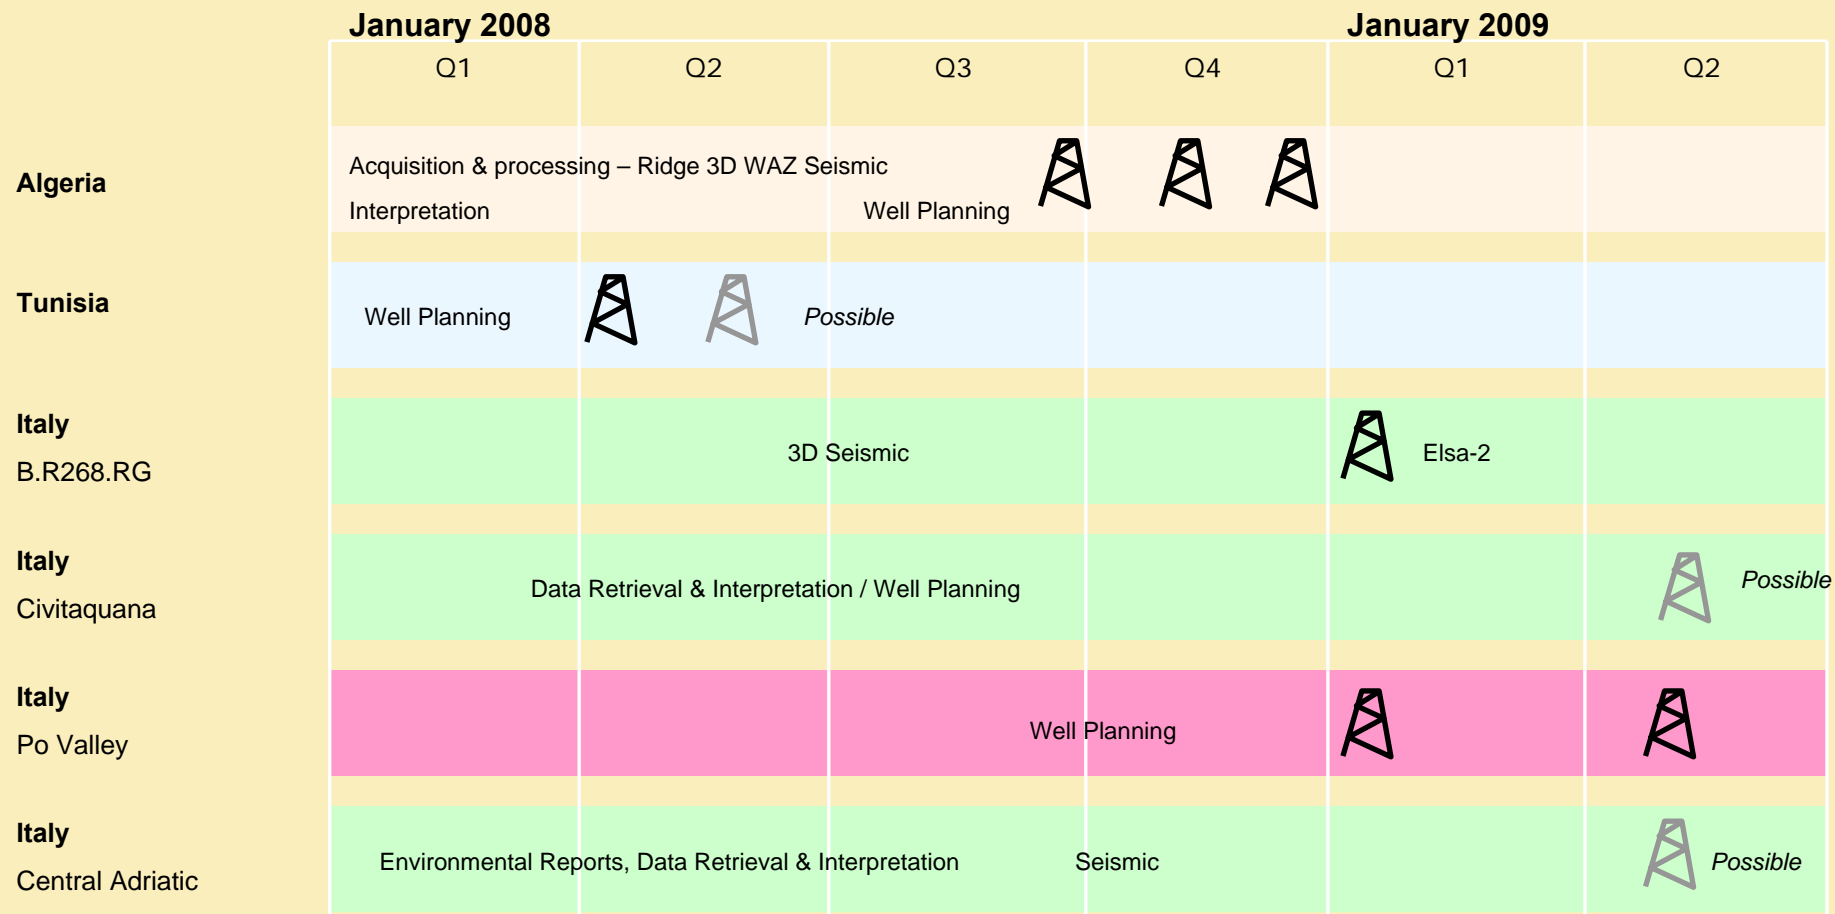 January 2008 January 2009
Q1 Q2 Q3 Q4 Q1 Q2
Algeria
Acquisition & processing – Ridge 3D WAZ Seismic
Interpretation Well Planning
Tunisia
Well Planning Possible
Italy
B.R268.RG
3D Seismic Elsa-2
Italy
Civitaquana
Data Retrieval & Interpretation / Well Planning Possible
Italy
Po Valley
Well Planning
Italy
Central Adriatic
Environmental Reports, Data Retrieval & Interpretation Seismic Possible